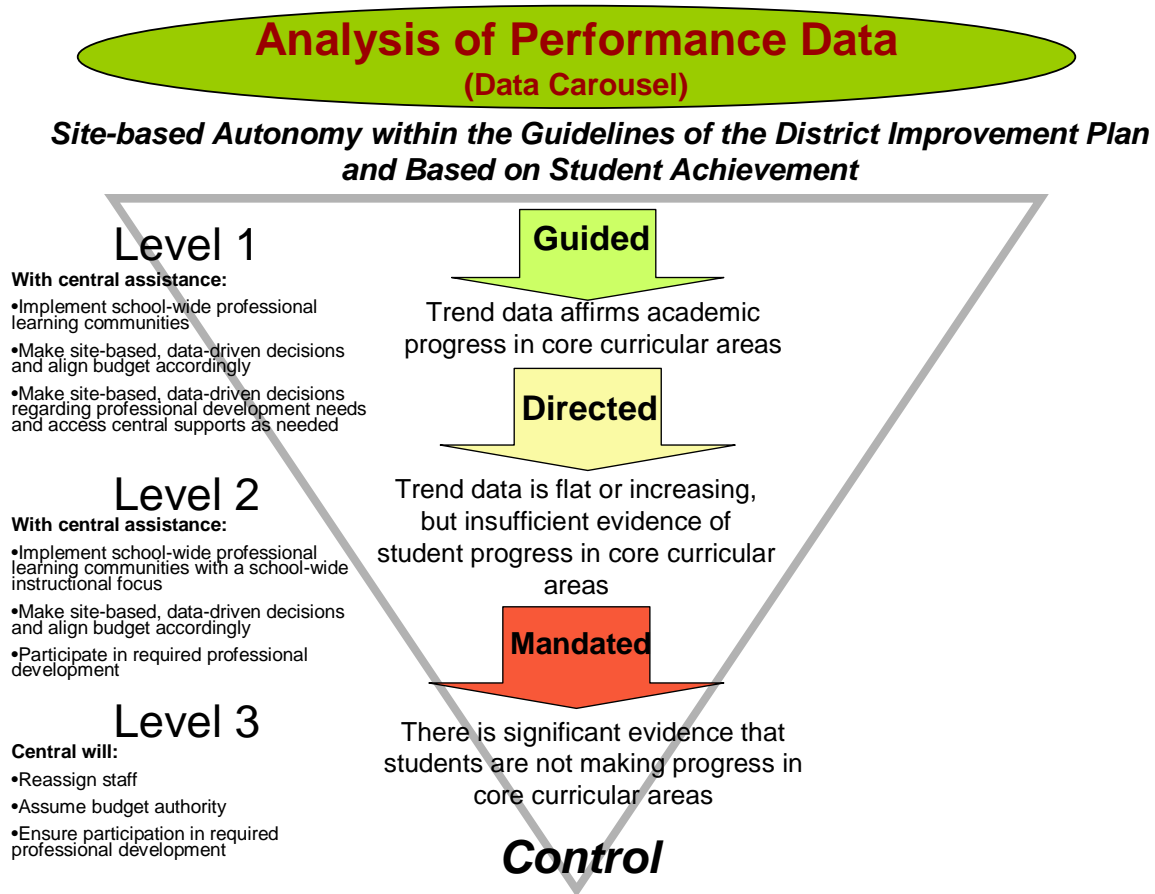 Analysis of Performance Data
(Data Carousel)
Site-based Autonomy within the Guidelines of the District Improvement Plan
and Based on Student Achievement
Level 1
With central assistance:
•Implement school-wide professional
learning communities
•Make site-based, data-driven decisions
and align budget accordingly
•Make site-based, data-driven decisions
regarding professional development needs
and access central supports as needed
Guided
Trend data affirms academic
progress in core curricular areas
Level 2
With central assistance:
•Implement school-wide professional
learning communities with a school-wide
instructional focus
•Make site-based, data-driven decisions
and align budget accordingly
•Participate in required professional
development
Directed
Trend data is flat or increasing,
but insufficient evidence of
student progress in core curricular
areas
Level 3
Central will:
•Reassign staff
•Assume budget authority
•Ensure participation in required
professional development
Mandated
There is significant evidence that
students are not making progress in
core curricular areas
Control